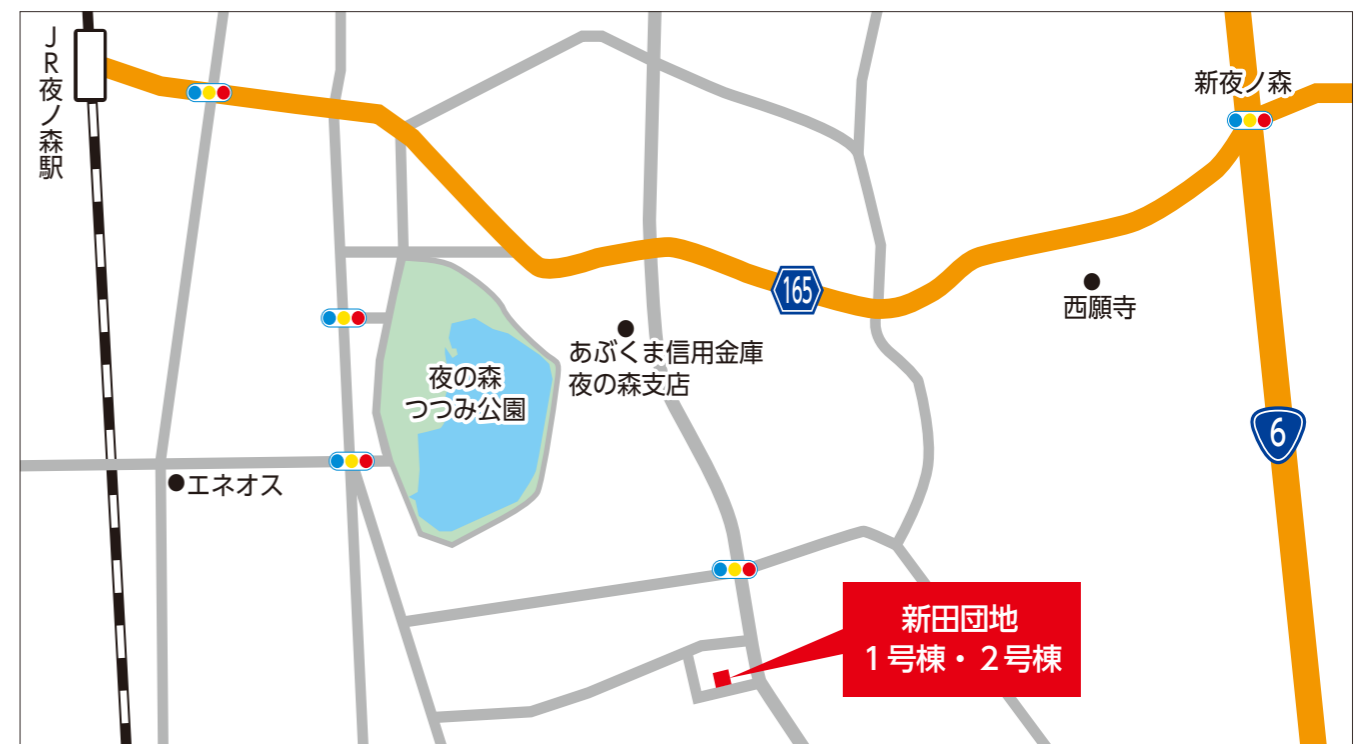 JR夜ノ森駅
新夜ノ森
165
西願寺
あぶくま信用金庫
夜の森支店
夜の森
つつみ公園
6
エネオス
新田団地
1号棟・2号棟